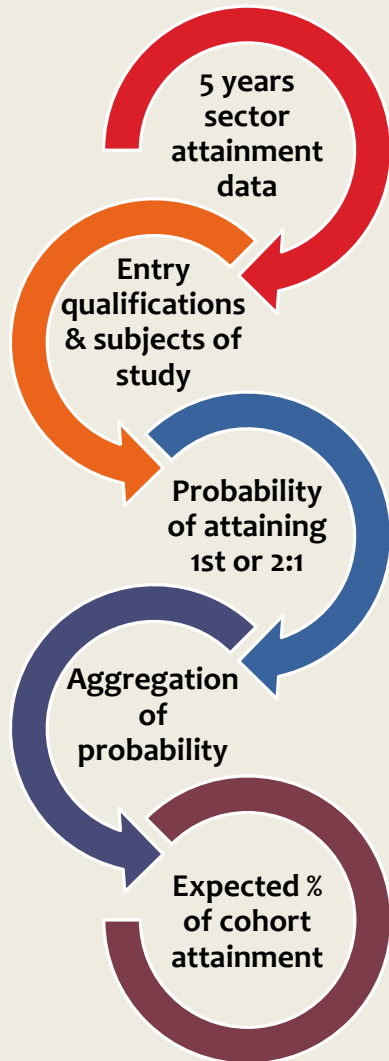 5 years
sector
attainment
data
Entry
qualifications
& subjects of
study
Probability
of attaining
1st or 2:1
Aggregation
of
probability
Expected %
of cohort
attainment